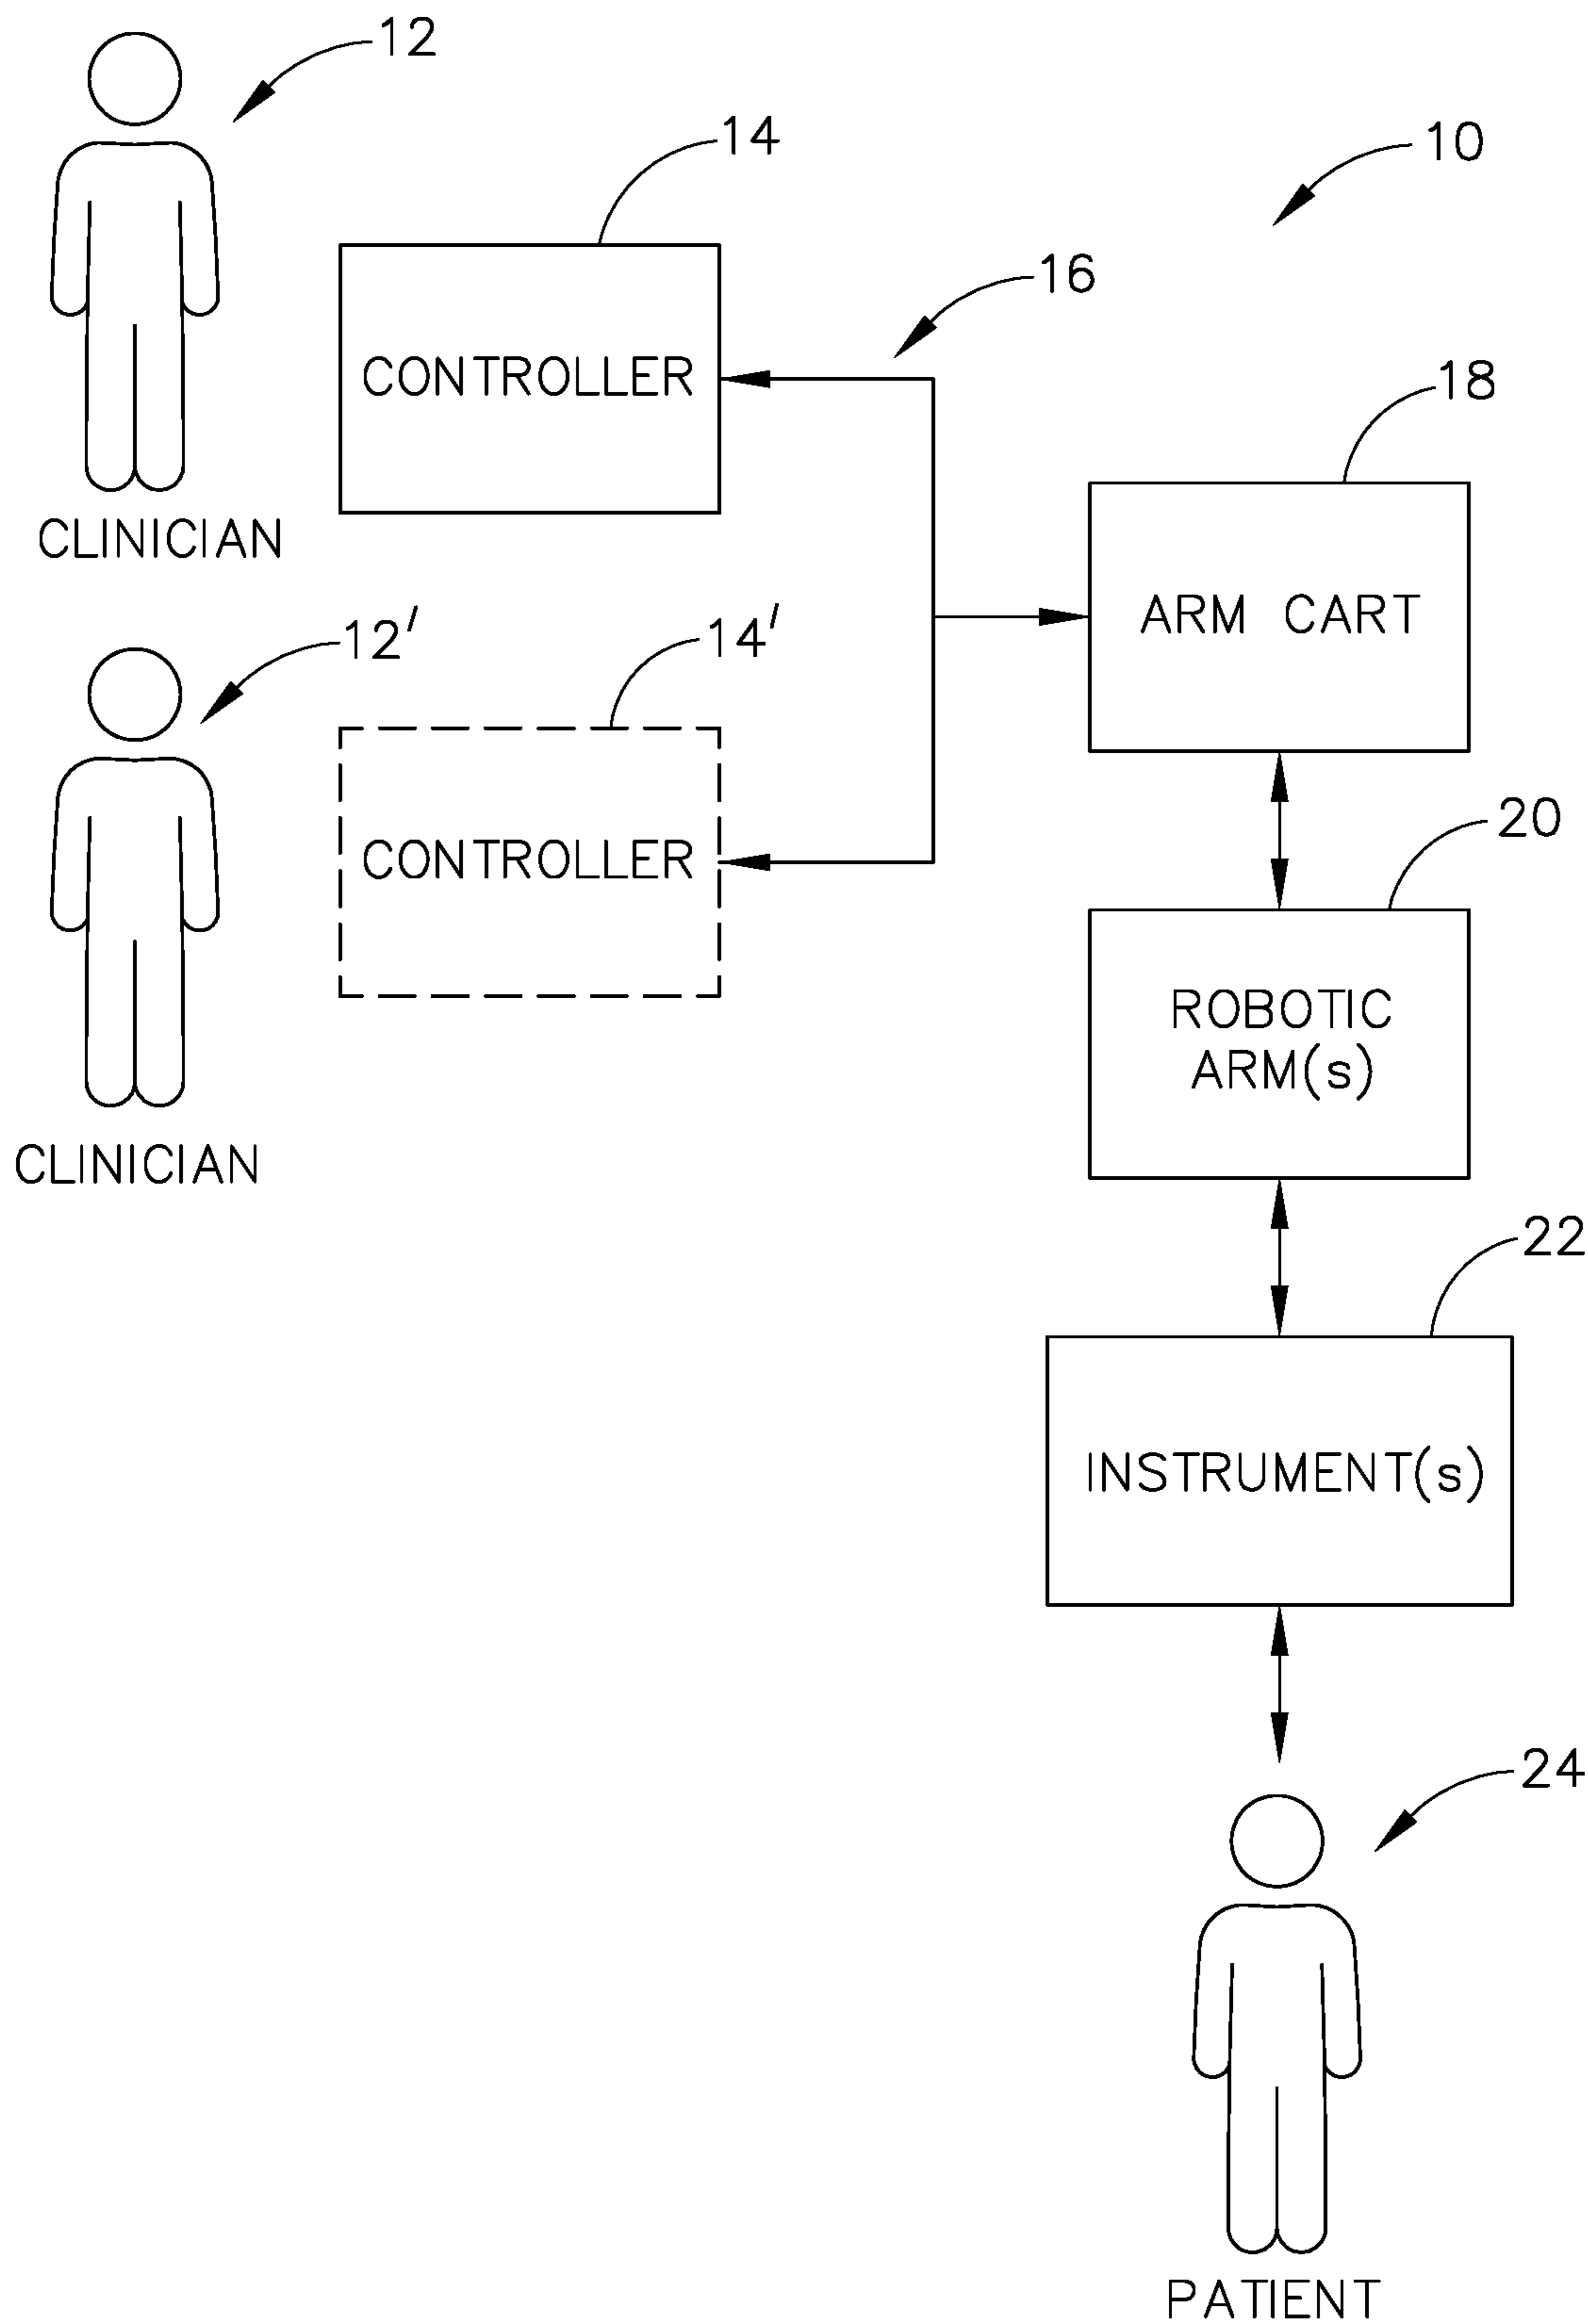 12
14
10
16
CONTROLLER
18
CLINICIAN
ARM CART
12'
14'
20
CONTROLLER
ROBOTIC
ARM(s)
CLINICIAN
22
INSTRUMENT(s)
24
PATIENT